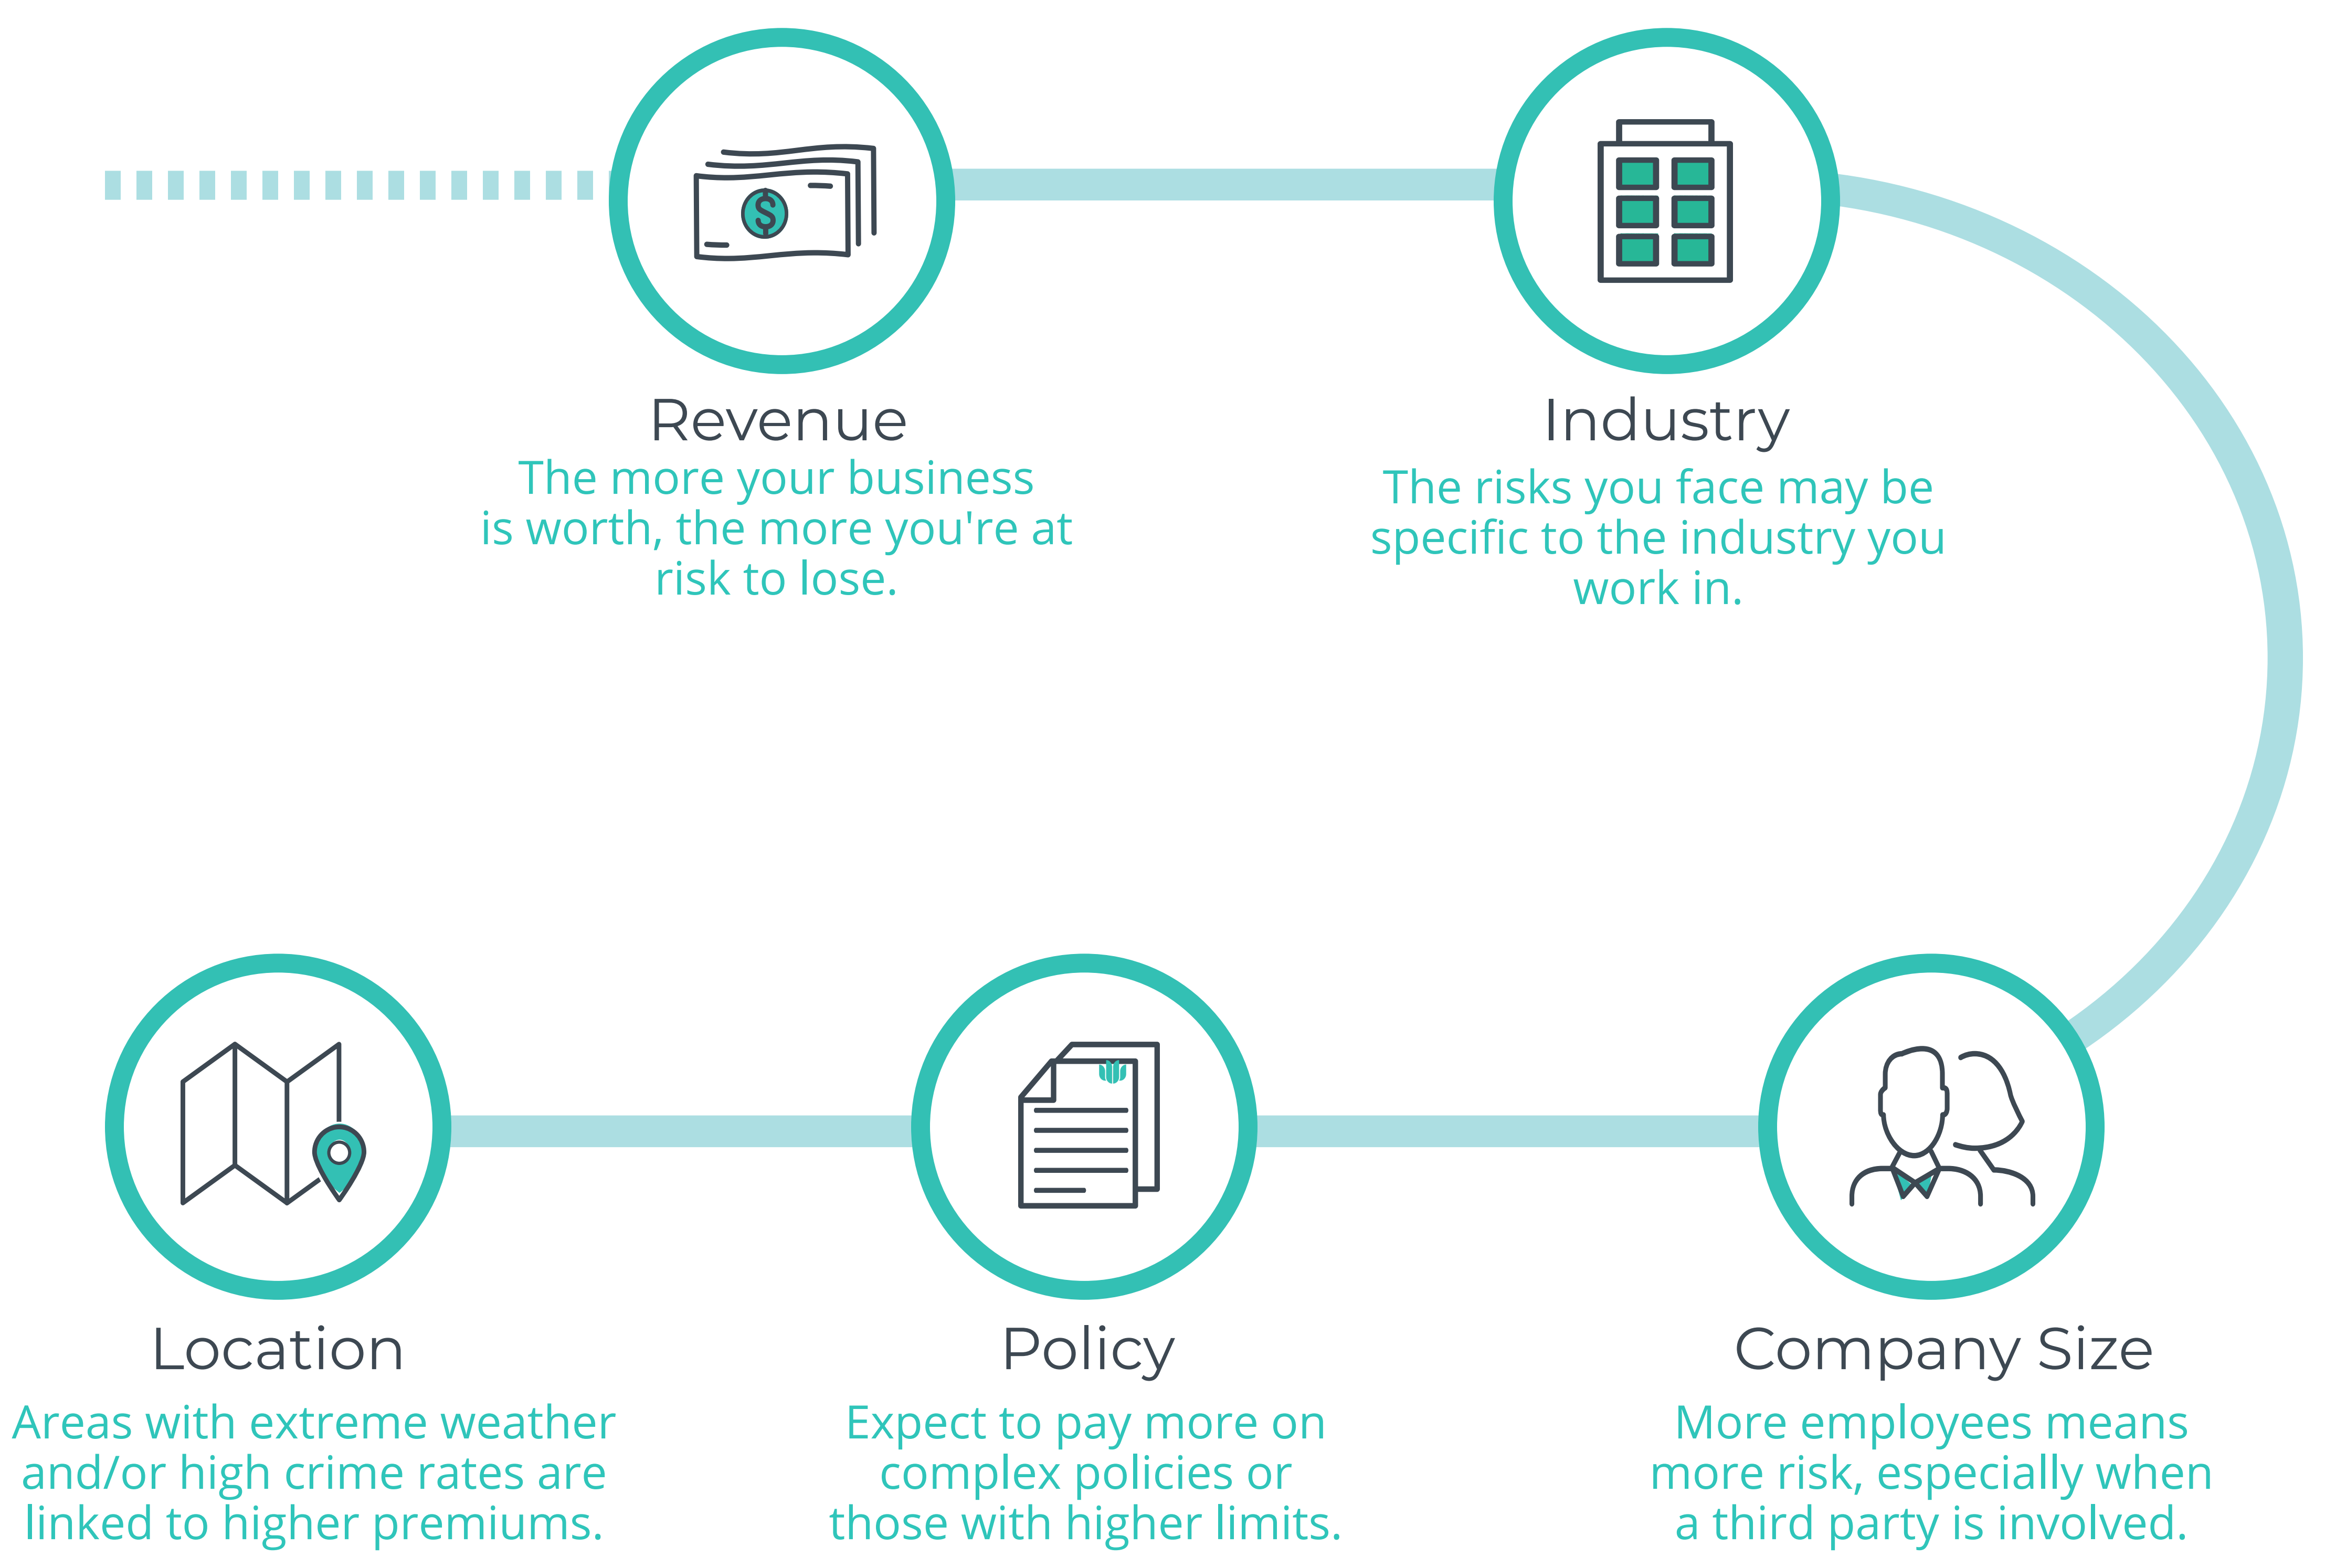 Revenue
The more your business
is worth, the more you're at
risk to lose.
Industry
The risks you face may be
specific to the industry you
work in.
Location
Areas with extreme weather
and/or high crime rates are
linked to higher premiums.
Policy
Expect to pay more on
complex policies or
those with higher limits.
Company Size
More employees means
more risk, especially when
a third party is involved.